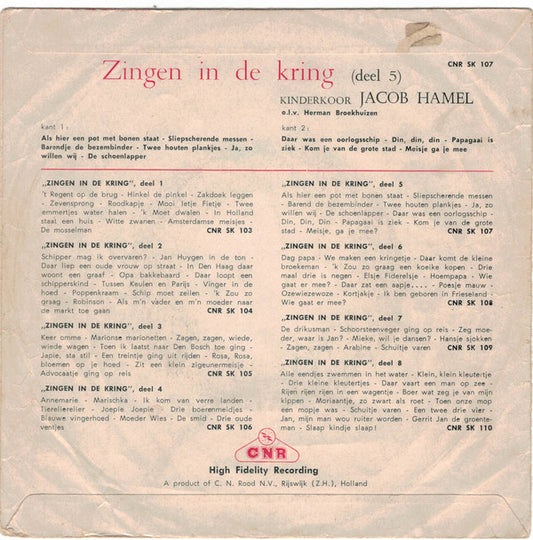 CNR SK 107
Zingen in de kring (deel 5)
KINDERKOOR JACOB HAMEL
o.l.v. Herman Broekhuizen
kant 1:
Als hier een pot met bonen staat - Sliepscherende messen -
Barendje de bezembinder - Twee houten plankjes - Ja, zo
willen wij - De schoenlapper
kant 2:
Daar was een oorlogsschip - Din, din, din - Papagaai is
ziek - Kom je van de grote stad - Meisje ga je mee
„ZINGEN IN DE KRING", deel 1
't Regent op de brug - Hinkel de pinkel - Zakdoek leggen
- Zevensprong - Roodkapje - Mooi Ietje Fietje - Twee
emmertjes water halen - 'k Moet dwalen - In Holland
staat een huis - Witte zwanen - Amsterdamse meisjes -
De mosselman CNR SK 103
„ZINGEN IN DE KRING", deel 2
Schipper mag ik overvaren? - Jan Huygen in de ton -
Daar liep een oude vrouw op straat - In Den Haag daar
woont een graaf - Opa bakkebaard - Daar loopt een
schipperskind - Tussen Keulen en Parijs - Vinger in de
hoed - Poppenkraam - Schip moet zeilen - 'k Zou zo
graag - Robinson - Als m'n vader en m'n moeder naar
de markt toe gaan CNR SK 104
„ZINGEN IN DE KRING", deel 3
Keer omme - Marionse marionetten - Zagen, zagen, wiede,
wiede wagen - Toen ik laatst naar Den Bosch toe ging -
Japie, sta stil - Een treintje ging uit rijden - Rosa, Rosa,
bloemen op je hoed - Zit een klein zigeunermeisje -
Advocaatje ging op reis CNR SK 105
„ZINGEN IN DE KRING", deel 4
Annemarie - Marischka - Ik kom van verre landen -
Tierelierelier - Joepie Joepie - Drie boerenmeidjes -
Blauwe vingerhoed - Moeder Wies - De smid - Drie oude
ventjes CNR SK 106
„ZINGEN IN DE KRING", deel 5
Als hier een pot met bonen staat - Sliepscherende messen
- Barend de bezembinder - Twee houten plankjes - Ja, zo
willen wij - De schoenlapper - Daar was een oorlogsschip -
Din, Din, Din - Papagaai is ziek - Kom je van de grote
stad - Meisje, ga je mee? CNR SK 107
„ZINGEN IN DE KRING", deel 6
Dag papa - We maken een kringetje - Daar komt de kleine
broekeman - 'k Zou zo graag een koeike kopen - Drie
maal drie is negen - Elsje Fiderelsje - Hoempapa - Wie
gaat er mee? - Daar zat een aapje.... - Poesje mauw -
Ozewiezewoze - Kortjakje - Ik ben geboren in Frieseland -
Wie gaat er mee? CNR SK 108
„ZINGEN IN DE KRING", deel 7
De drikusman - Schoorsteenveger ging op reis - Zeg moe-
der, waar is Jan? - Mieke, wil je dansen? - Hansje sjokken
- Zagen, zagen - Arabine - Schuitje varen CNR SK 109
„ZINGEN IN DE KRING", deel 8
Alle eendjes zwemmen in het water - Klein, klein kleutertje
- Drie kleine kleutertjes - Daar vaart een man op zee -
Rijen rijen rijen in een wagentje - Boer wat zeg je van mijn
kippen - Moriaantje, zo zwart als roet - Toen onze mop
een mopje was - Schuitje varen - Een twee drie vier -
Jan, mijn man wou ruiter worden - Gerrit Jan de groente-
man - Slaap kindje slaap! CNR SK 110
CNR
High Fidelity Recording
A product of C. N. Rood N.V., Rijswijk (Z.H.), Holland